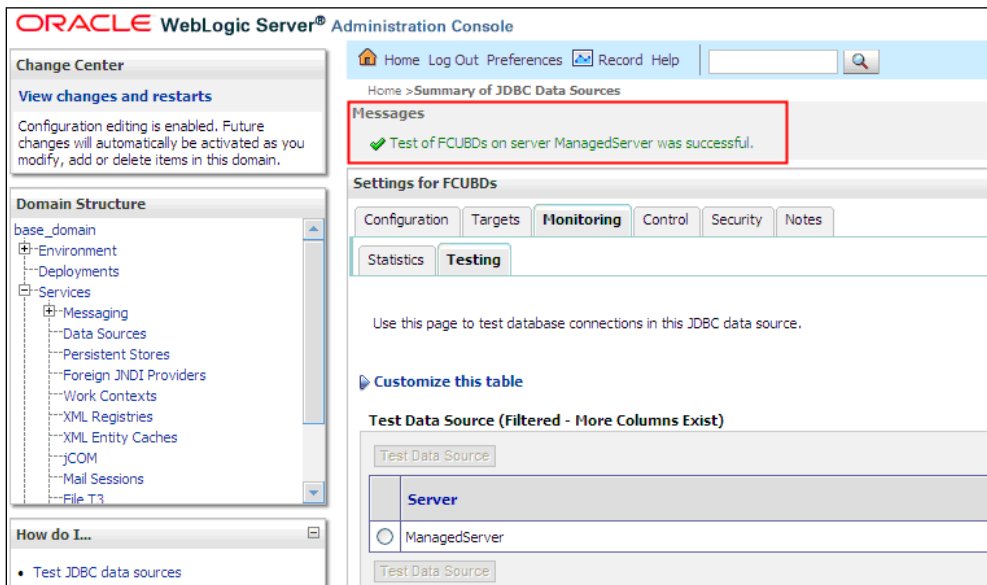 ORACLE WebLogic Server® Administration Console
Change Center
View changes and restarts
Configuration editing is enabled. Future
changes will automatically be activated as you
modify, add or delete items in this domain.
Domain Structure
base_domain
Environment
Deployments
Services
Messaging
Data Sources
Persistent Stores
Foreign JNDI Providers
Work Contexts
XML Registries
XML Entity Caches
jCOM
Mail Sessions
File T3
How do I...
Test JDBC data sources
Home Log Out Preferences Record Help
Home >Summary of JDBC Data Sources
Messages
Test of FCUBDs on server ManagedServer was successful.
Settings for FCUBDs
Configuration Targets Monitoring Control Security Notes
Statistics Testing
Use this page to test database connections in this JDBC data source.
Customize this table
Test Data Source (Filtered - More Columns Exist)
Test Data Source
Server
ManagedServer
Test Data Source